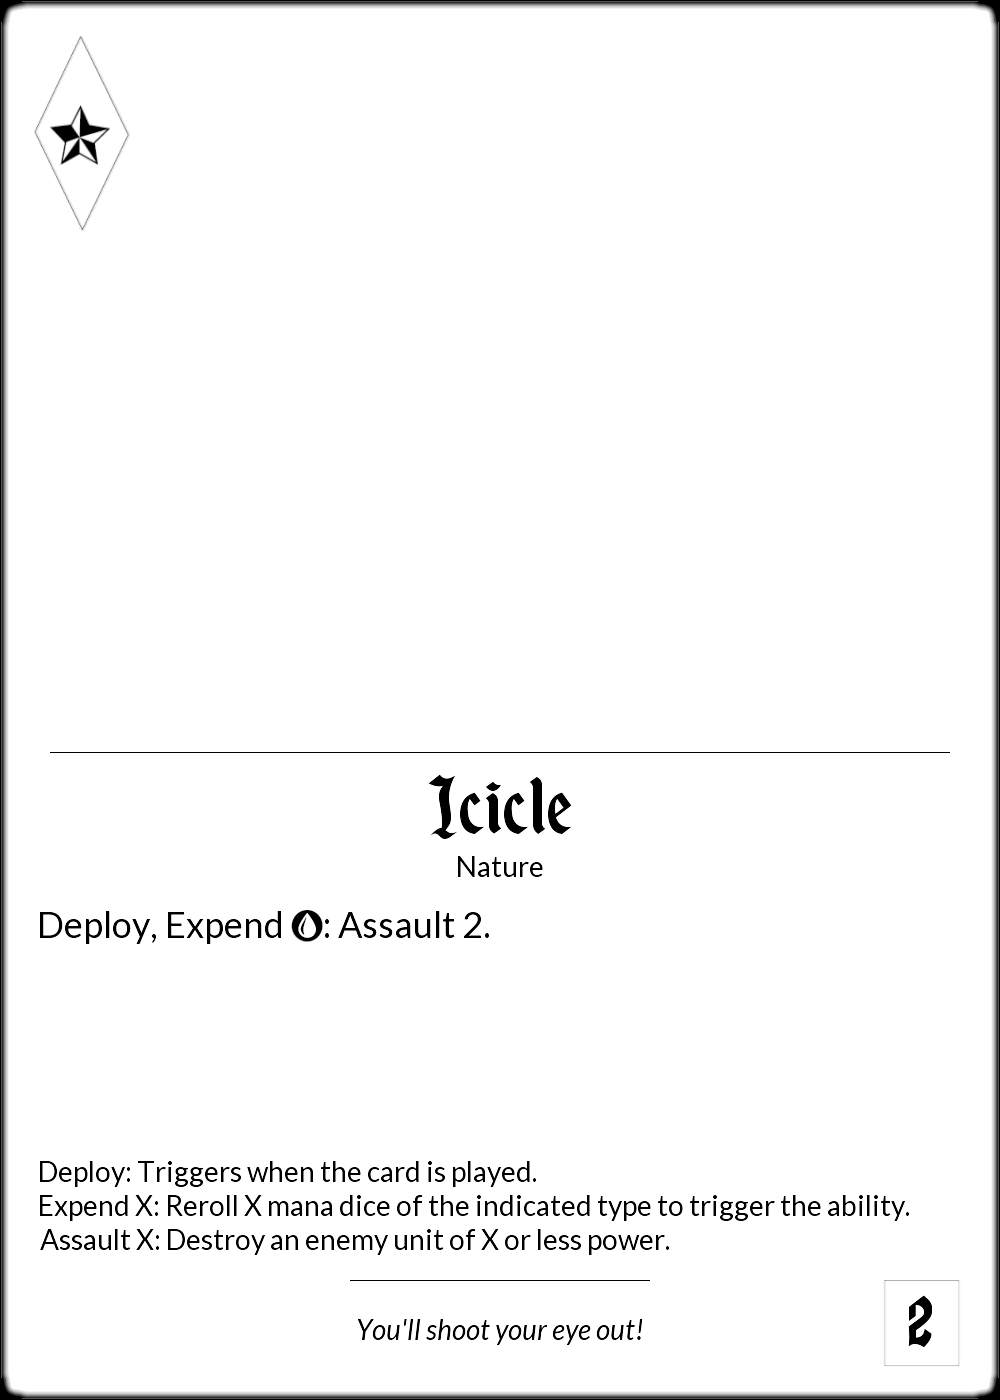 Icicle
Nature
Deploy, Expend : Assault 2.
Deploy: Triggers when the card is played.
Expend X: Reroll X mana dice of the indicated type to trigger the ability.
Assault X: Destroy an enemy unit of X or less power.
You'll shoot your eye out!
2